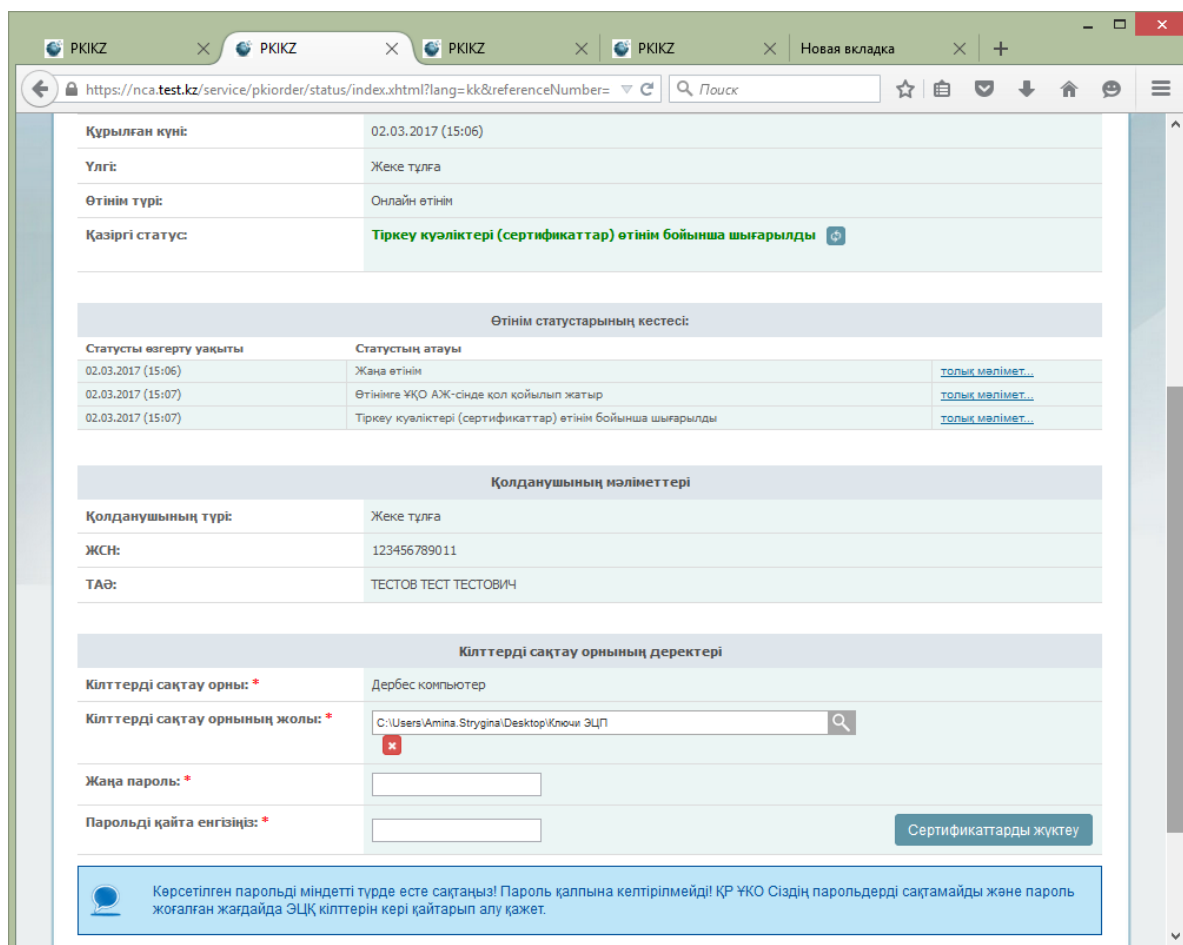 PKIKZ PKIKZ PKIKZ PKIKZ Новая вкладка
https://nca.test.kz/service/pkiorder/status/index.xhtml?lang=kk&referenceNumber= Поиск
Құрылған күні: 02.03.2017 (15:06)
Үлгі: Жеке тұлға
Өтінім түрі: Онлайн өтінім
Қазіргі статус: Тіркеу куәліктері (сертификаттар) өтінім бойынша шығарылды
Өтінім статустарының кестесі:
Статусты өзгерту уақыты Статустың атауы
02.03.2017 (15:06) Жаңа өтінім толық мәлімет...
02.03.2017 (15:07) Өтінімге ҰҚО АЖ-сінде қол қойылып жатыр толық мәлімет...
02.03.2017 (15:07) Тіркеу куәліктері (сертификаттар) өтінім бойынша шығарылды толық мәлімет...
Қолданушының мәліметтері
Қолданушының түрі: Жеке тұлға
ЖСН: 123456789011
ТАӘ: ТЕСТОВ ТЕСТ ТЕСТОВИЧ
Кілттерді сақтау орнының деректері
Кілттерді сақтау орны: * Дербес компьютер
Кілттерді сақтау орнының жолы: * C:\Users\Amina.Strygina\Desktop\Ключи ЭЦП
Жаңа пароль: *
Парольді қайта енгізіңіз: * Сертификаттарды жүктеу
Көрсетілген парольді міндетті түрде есте сақтаңыз! Пароль қалпына келтірілмейді! ҚР ҰКО Сіздің парольдерді сақтамайды және пароль
жоғалған жағдайда ЭЦҚ кілттерін кері қайтарып алу қажет.